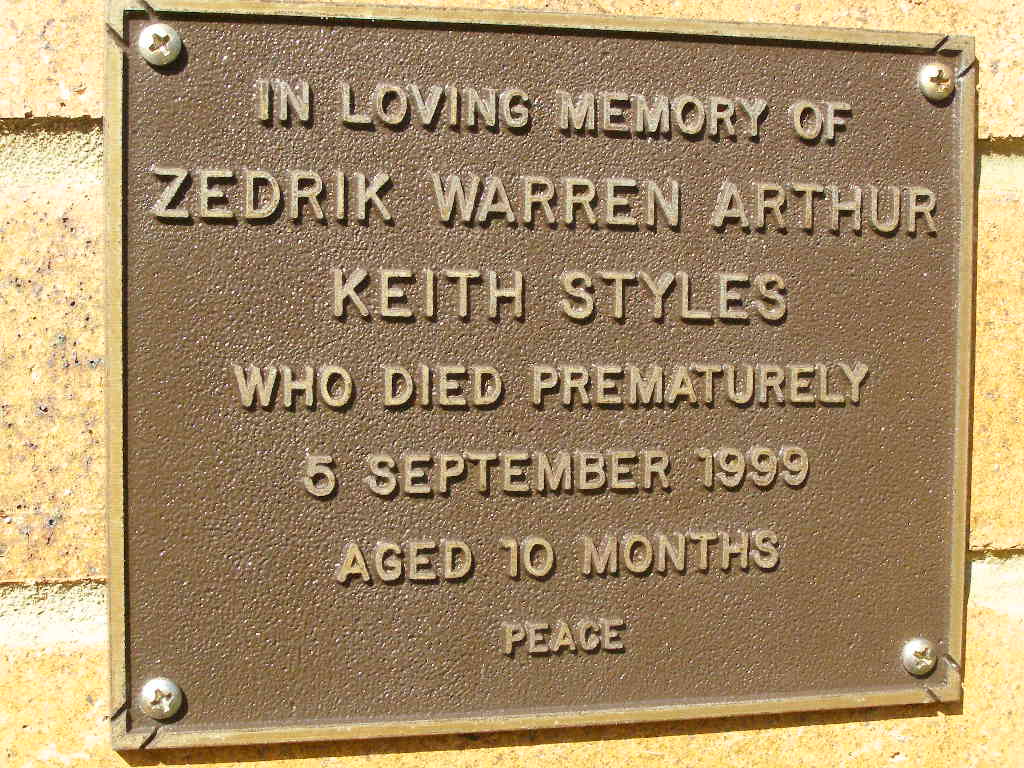 IN LOVING MEMORY OF
ZEDRIK WARREN ARTHUR
KEITH STYLES
WHO DIED PREMATURELY
5 SEPTEMBER 1999
AGED 10 MONTHS
PEACE